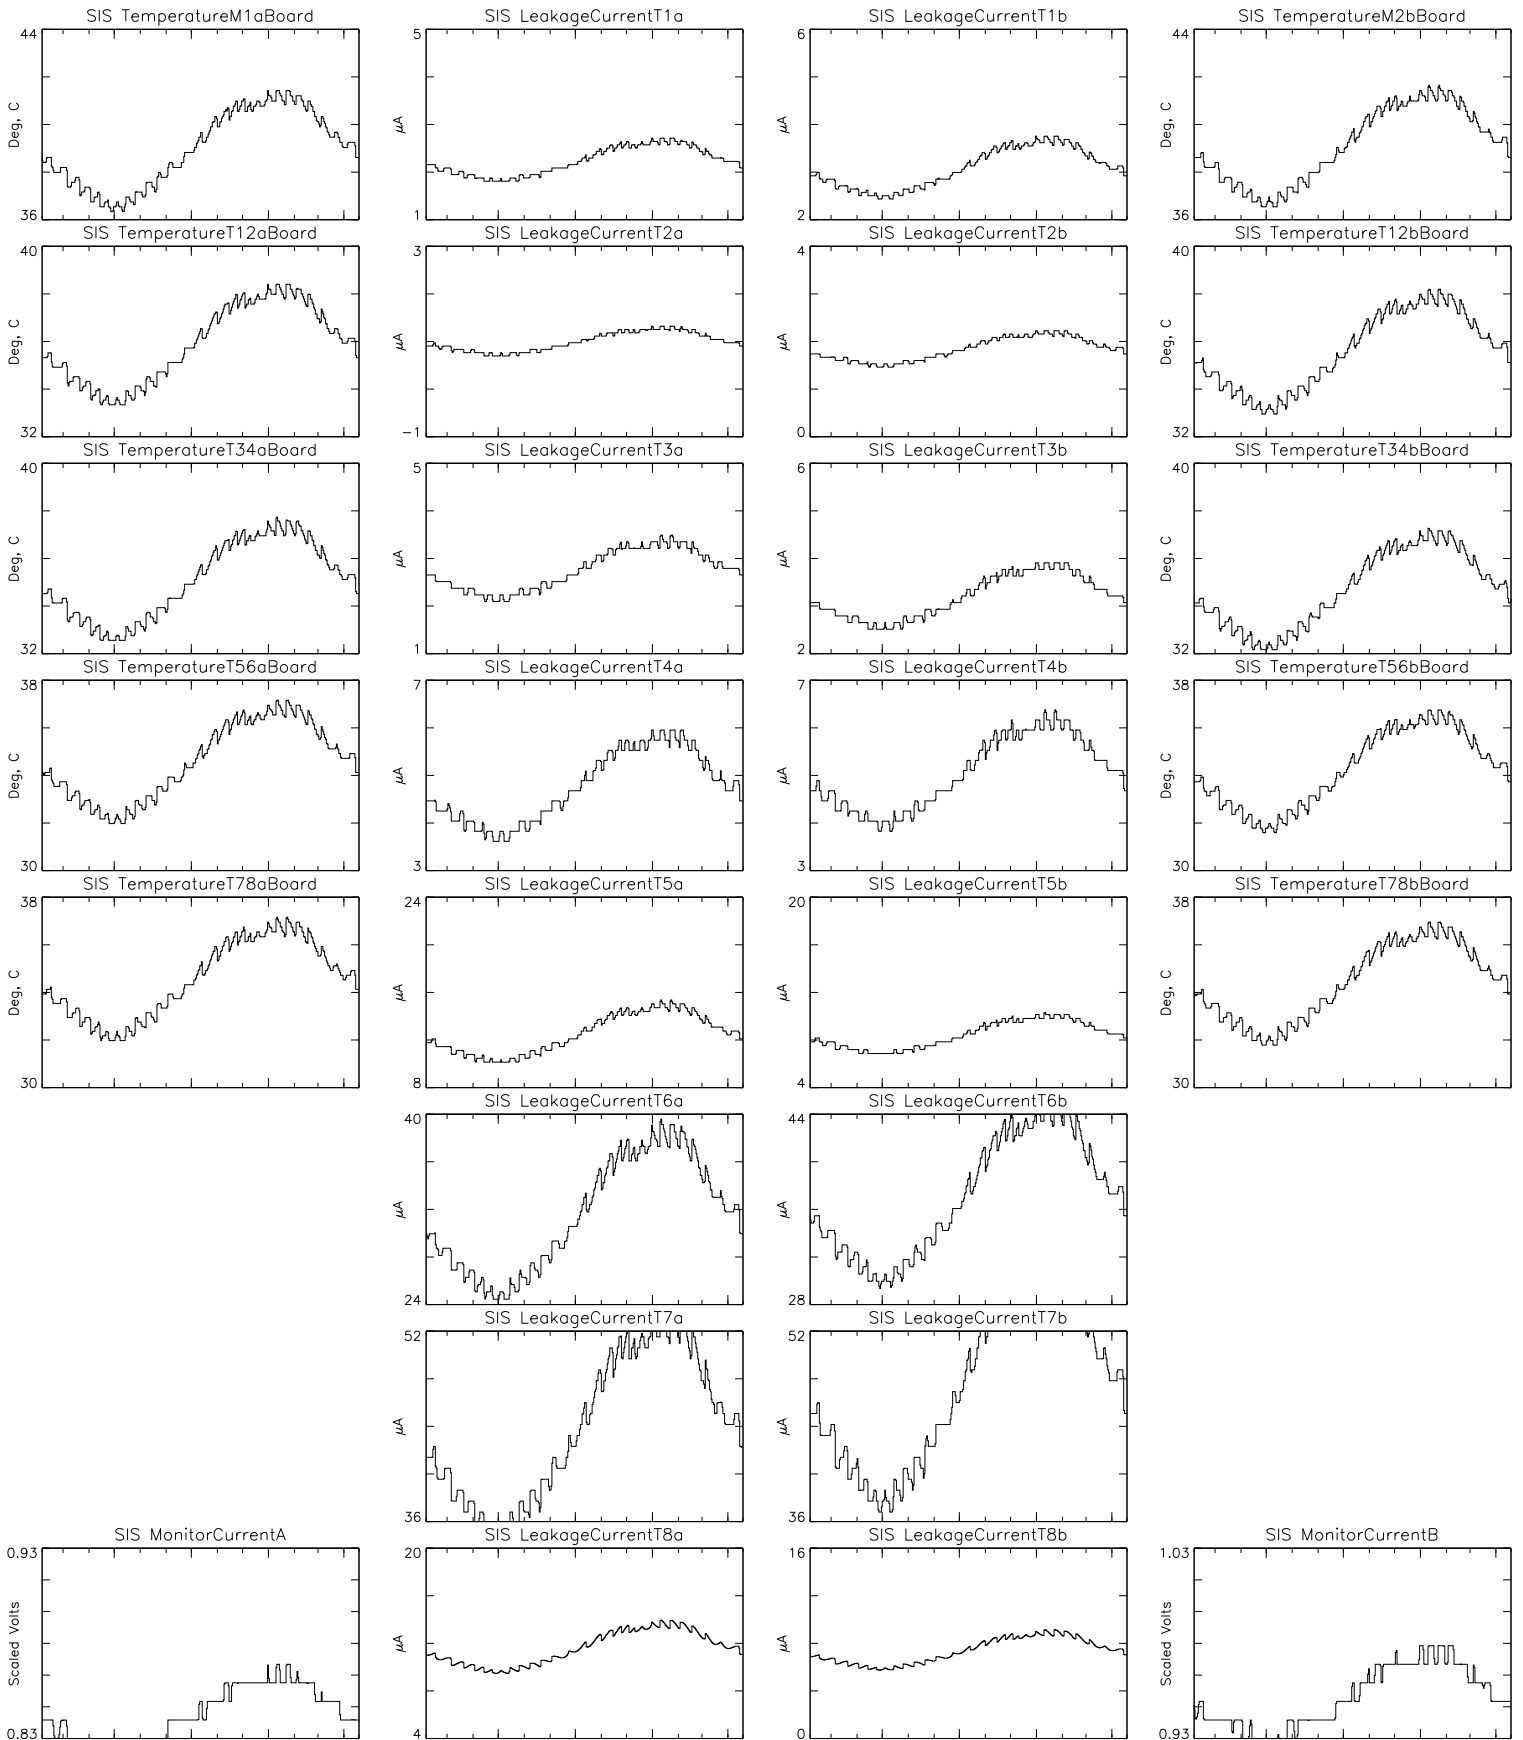 SIS TemperatureM1aBoard
44
Deg, C
36
SIS LeakageCurrentT1a
5
μA
1
SIS LeakageCurrentT1b
6
μA
2
SIS TemperatureM2bBoard
44
Deg, C
36
SIS TemperatureT12aBoard
40
Deg, C
32
SIS LeakageCurrentT2a
3
μA
−1
SIS LeakageCurrentT2b
4
μA
0
SIS TemperatureT12bBoard
40
Deg, C
32
SIS TemperatureT34aBoard
40
Deg, C
32
SIS LeakageCurrentT3a
5
μA
1
SIS LeakageCurrentT3b
6
μA
2
SIS TemperatureT34bBoard
40
Deg, C
32
SIS TemperatureT56aBoard
38
Deg, C
30
SIS LeakageCurrentT4a
7
μA
3
SIS LeakageCurrentT4b
7
μA
3
SIS TemperatureT56bBoard
38
Deg, C
30
SIS TemperatureT78aBoard
38
Deg, C
30
SIS LeakageCurrentT5a
24
μA
8
SIS LeakageCurrentT5b
20
μA
4
SIS TemperatureT78bBoard
38
Deg, C
30
SIS LeakageCurrentT6a
40
μA
24
SIS LeakageCurrentT6b
44
μA
28
SIS LeakageCurrentT7a
52
μA
36
SIS LeakageCurrentT7b
52
μA
36
SIS MonitorCurrentA
0.93
Scaled Volts
0.83
SIS LeakageCurrentT8a
20
μA
4
SIS LeakageCurrentT8b
16
μA
0
SIS MonitorCurrentB
1.03
Scaled Volts
0.93